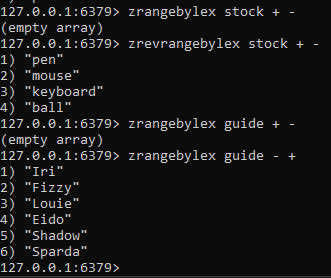 127.0.0.1:6379> zrangebylex stock + -
(empty array)
127.0.0.1:6379> zrevrangebylex stock + -
1) "pen"
2) "mouse"
3) "keyboard"
4) "ball"
127.0.0.1:6379> zrangebylex guide + -
(empty array)
127.0.0.1:6379> zrangebylex guide - +
1) "Iri"
2) "Fizzy"
3) "Louie"
4) "Eido"
5) "Shadow"
6) "Sparda"
127.0.0.1:6379>